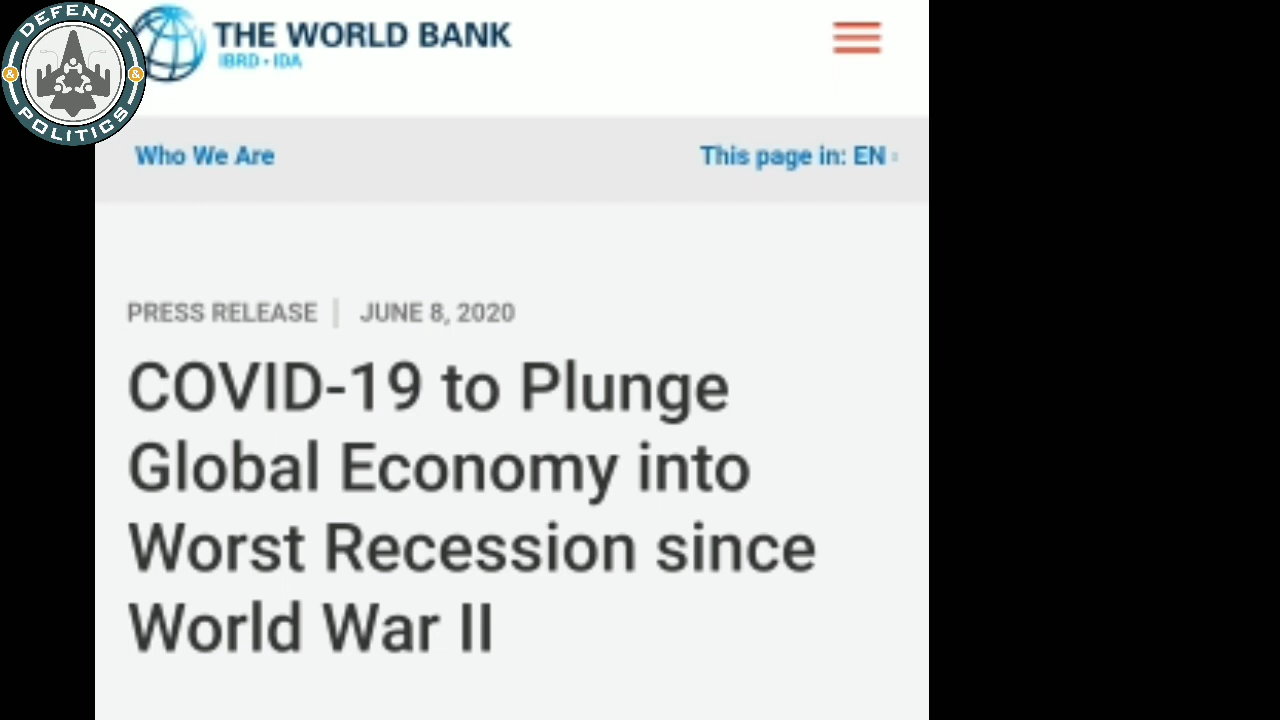 DEFENCE
& &
POLITICS
THE WORLD BANK
IBRD • IDA
Who We Are
This page in: EN
PRESS RELEASE | JUNE 8, 2020
COVID-19 to Plunge
Global Economy into
Worst Recession since
World War II